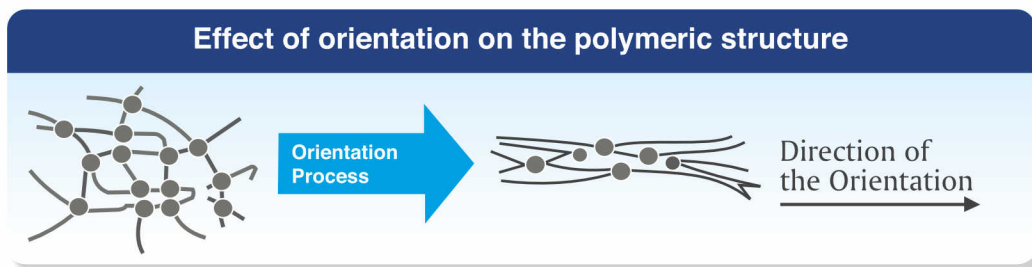 Effect of orientation on the polymeric structure
Orientation
Process
Direction of
the Orientation